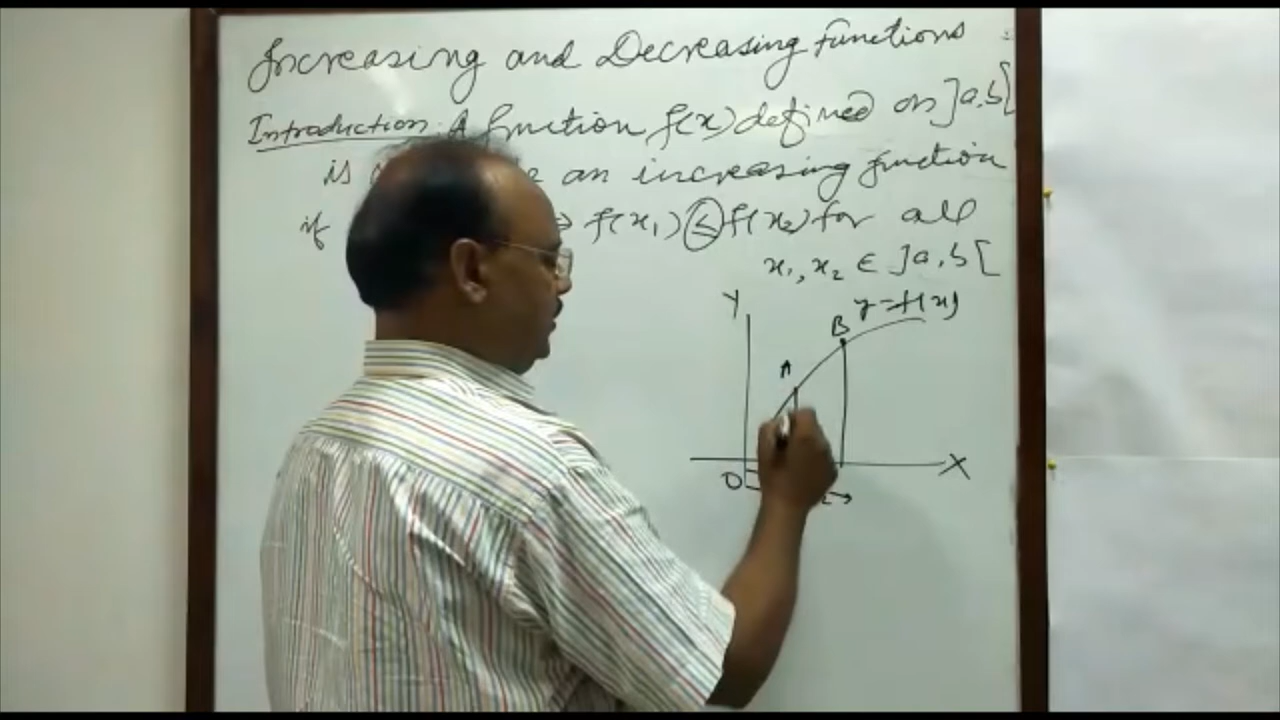 Increasing and Decreasing Functions
Introduction. A function f(x) defined on ]a,b[
is an increasing function
if f(x₁) ≤ f(x₂) for all
x₁, x₂ ∈ ]a,b[
Y
y=f(x)
B
A
O
X